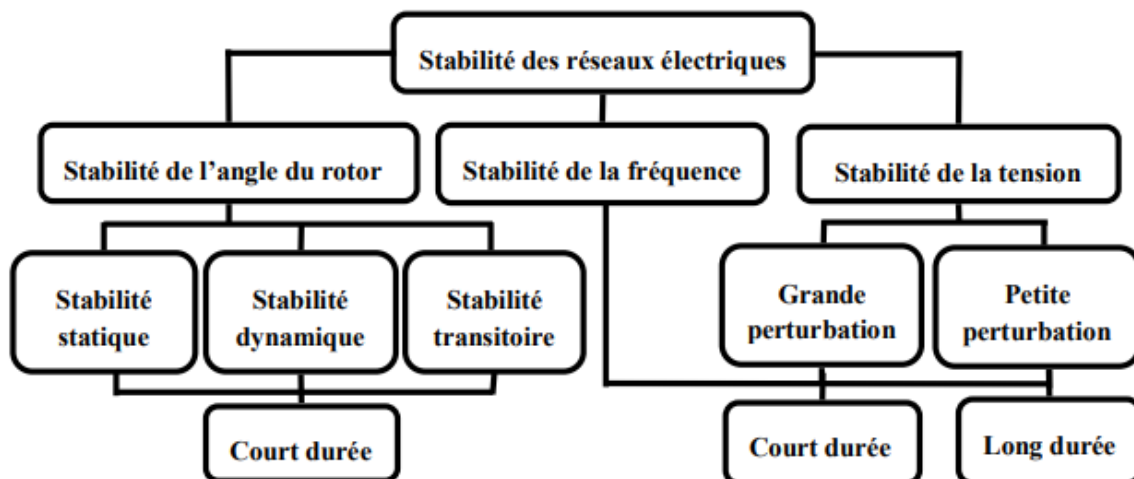 Stabilité des réseaux électriques
Stabilité de l’angle du rotor
Stabilité de la fréquence
Stabilité de la tension
Stabilité
statique
Stabilité
dynamique
Stabilité
transitoire
Grande
perturbation
Petite
perturbation
Court durée
Court durée
Long durée